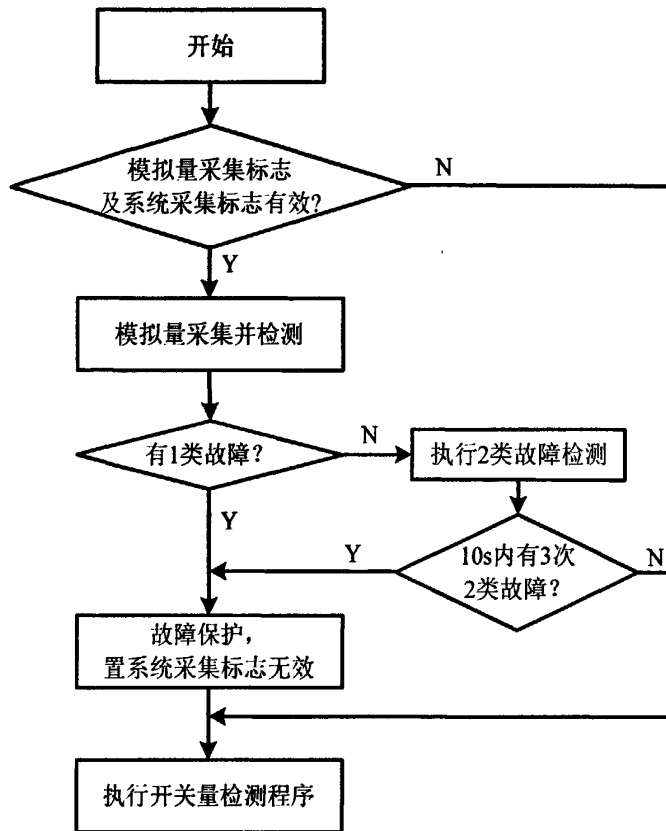 开始
模拟量采集标志
及系统采集标志有效?
N
Y
模拟量采集并检测
有1类故障?
N
执行2类故障检测
Y
Y
10s内有3次
2类故障?
N
故障保护,
置系统采集标志无效
执行开关量检测程序